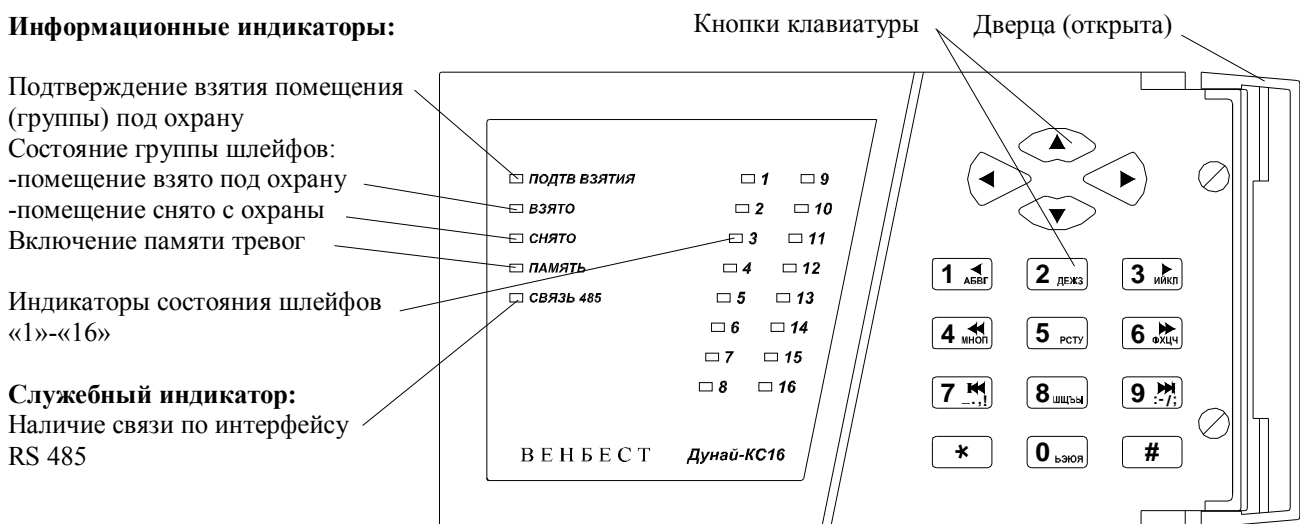 Информационные индикаторы:
Кнопки клавиатуры
Дверца (открыта)
Подтверждение взятия помещения
(группы) под охрану
Состояние группы шлейфов:
-помещение взято под охрану
-помещение снято с охраны
Включение памяти тревог
Индикаторы состояния шлейфов
«1»-«16»
Служебный индикатор:
Наличие связи по интерфейсу
RS 485
ПОДТВ ВЗЯТИЯ 1 9
ВЗЯТО 2 10
СНЯТО 3 11
ПАМЯТЬ 4 12
СВЯЗЬ 485 5 13
6 14
7 15
8 16
ВЕНБЕСТ Дунай-КС16
1 АБВГ 2 ДЕЖЗ 3 ИЙКЛ
4 МНОП 5 РСТУ 6 ФХЦЧ
7 _.,! 8 ШЩЪЫ 9 :-/;
* 0 ЬЭЮЯ #